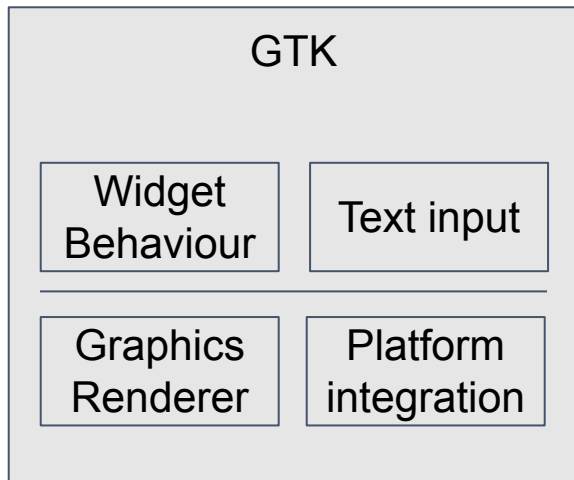 GTK
Widget
Behaviour
Text input
Graphics
Renderer
Platform
integration